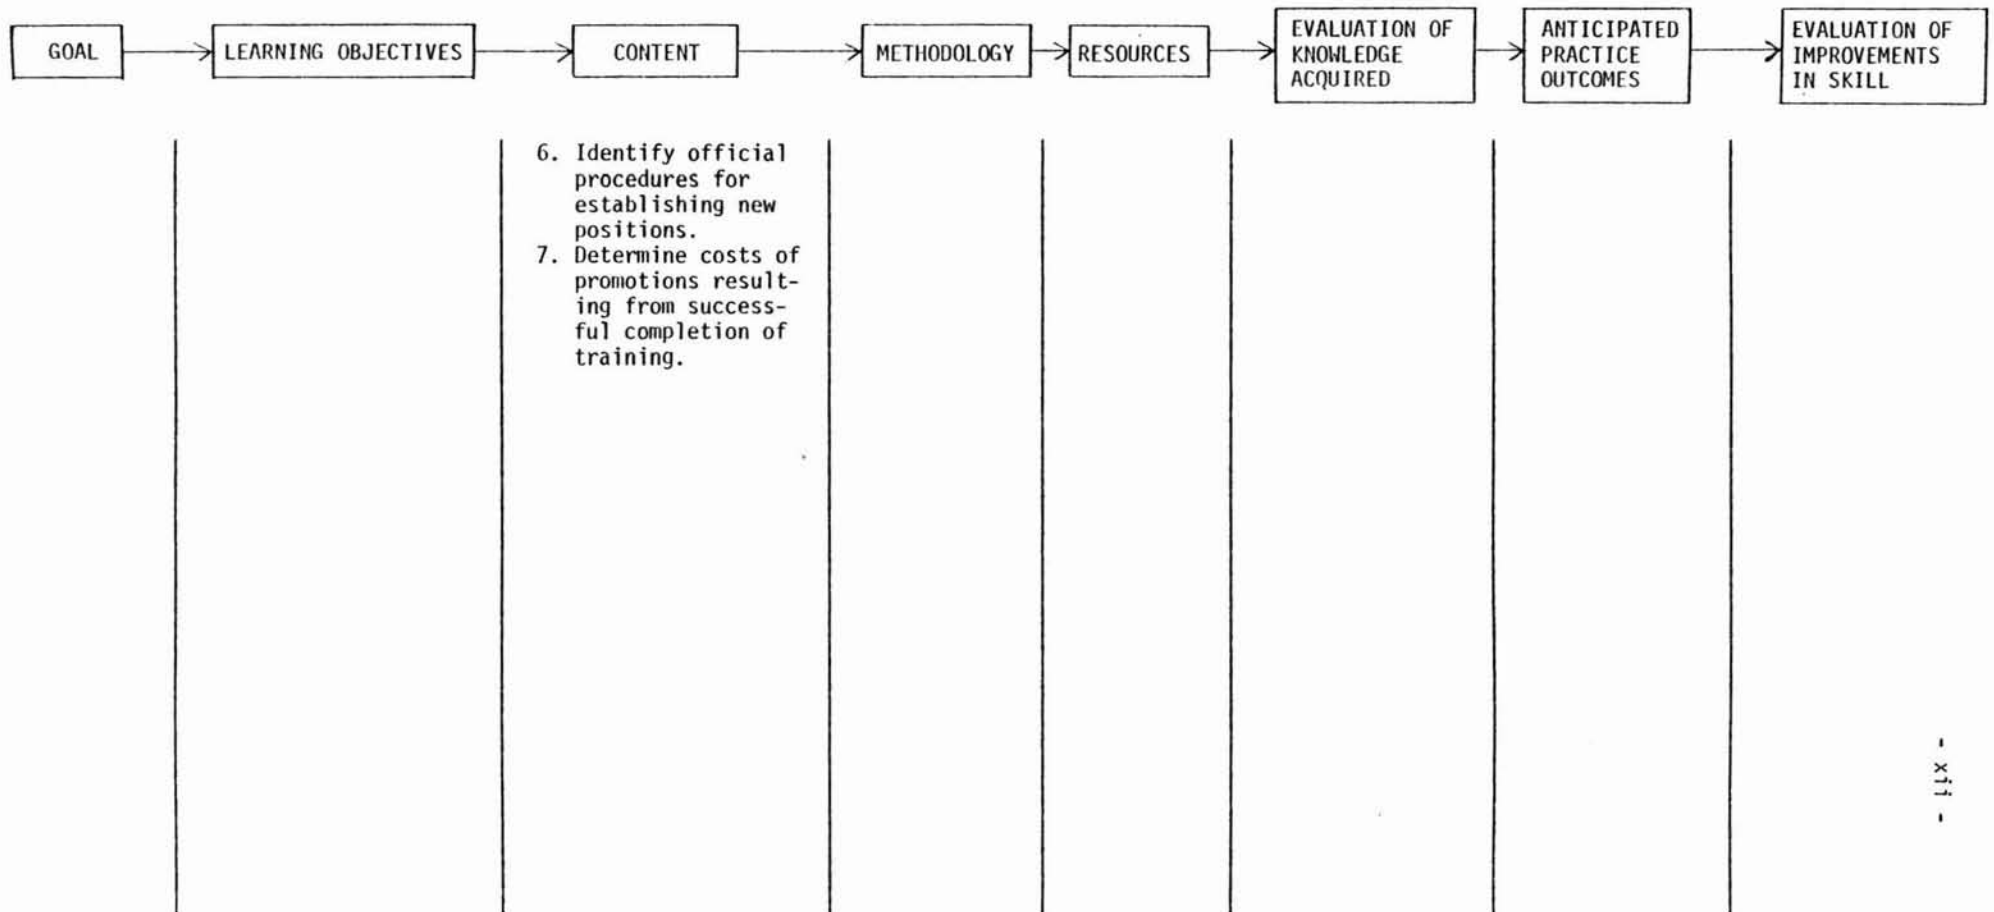 GOAL
LEARNING OBJECTIVES
CONTENT
METHODOLOGY
RESOURCES
EVALUATION OF
KNOWLEDGE
ACQUIRED
ANTICIPATED
PRACTICE
OUTCOMES
EVALUATION OF
IMPROVEMENTS
IN SKILL
6. Identify official
procedures for
establishing new
positions.
7. Determine costs of
promotions result-
ing from success-
ful completion of
training.
- xii -